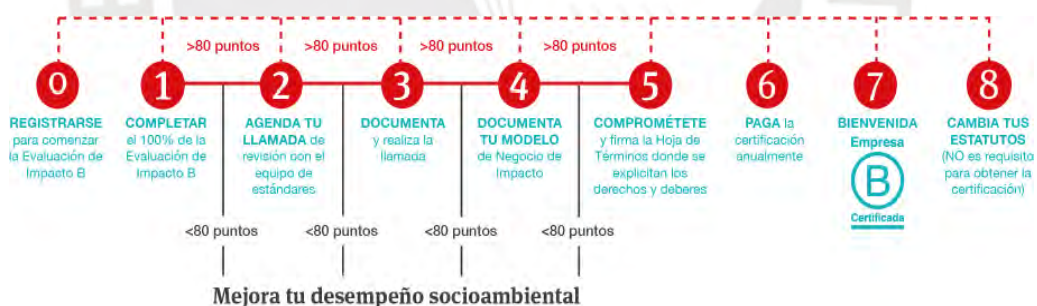 >80 puntos >80 puntos >80 puntos >80 puntos
0 1 2 3 4 5 6 7 8
REGISTRARSE
para comenzar
la Evaluación de
Impacto B
COMPLETAR
el 100% de la
Evaluación de
Impacto B
AGENDA TU
LLAMADA de
revisión con el
equipo de
estándares
DOCUMENTA
y realiza la
llamada
DOCUMENTA
TU MODELO
de Negocio de
Impacto
COMPROMÉTETE
y firma la Hoja de
Términos donde se
explicitan los
derechos y deberes
PAGA la
certificación
anualmente
BIENVENIDA
Empresa
B
Certificada
CAMBIA TUS
ESTATUTOS
(NO es requisito
para obtener la
certificación)
<80 puntos <80 puntos <80 puntos <80 puntos
Mejora tu desempeño socioambiental